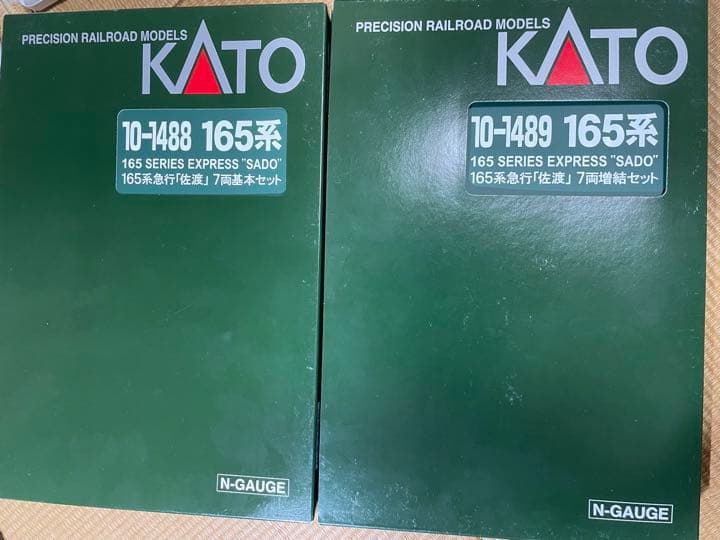 PRECISION RAILROAD MODELS
KATO
10-1488 165系
165 SERIES EXPRESS "SADO"
165系急行「佐渡」 7両基本セット
N-GAUGE
PRECISION RAILROAD MODELS
KATO
10-1489 165系
165 SERIES EXPRESS "SADO"
165系急行「佐渡」 7両増結セット
N-GAUGE